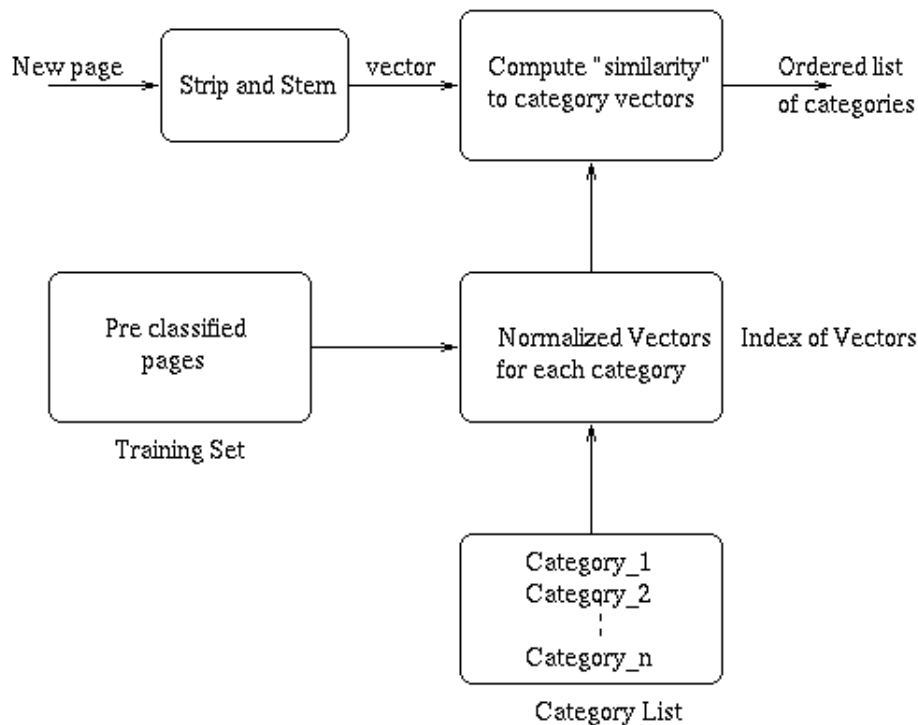 New page
Strip and Stem
vector
Compute "similarity"
to category vectors
Ordered list
of categories
Pre classified
pages
Training Set
Normalized Vectors
for each category
Index of Vectors
Category_1
Category_2
Category_n
Category List